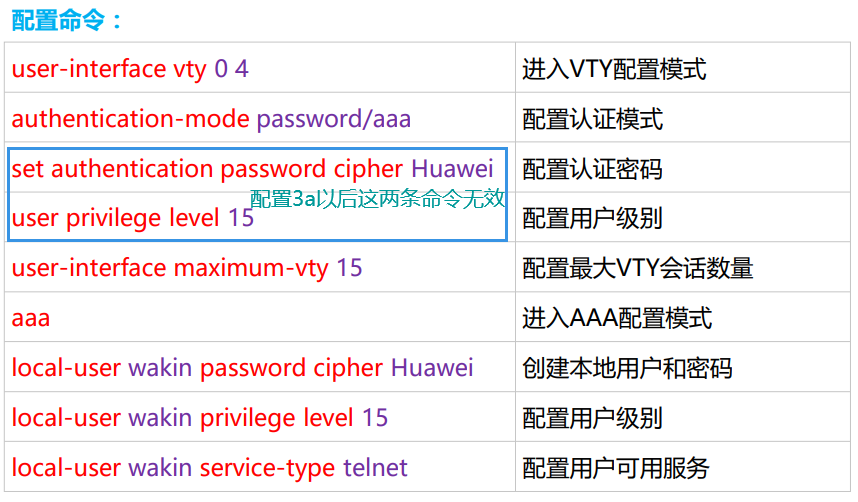 配置命令：
user-interface vty 0 4 进入VTY配置模式
authentication-mode password/aaa 配置认证模式
set authentication password cipher Huawei 配置认证密码
配置3a以后这两条命令无效
user privilege level 15 配置用户级别
user-interface maximum-vty 15 配置最大VTY会话数量
aaa 进入AAA配置模式
local-user wakin password cipher Huawei 创建本地用户和密码
local-user wakin privilege level 15 配置用户级别
local-user wakin service-type telnet 配置用户可用服务